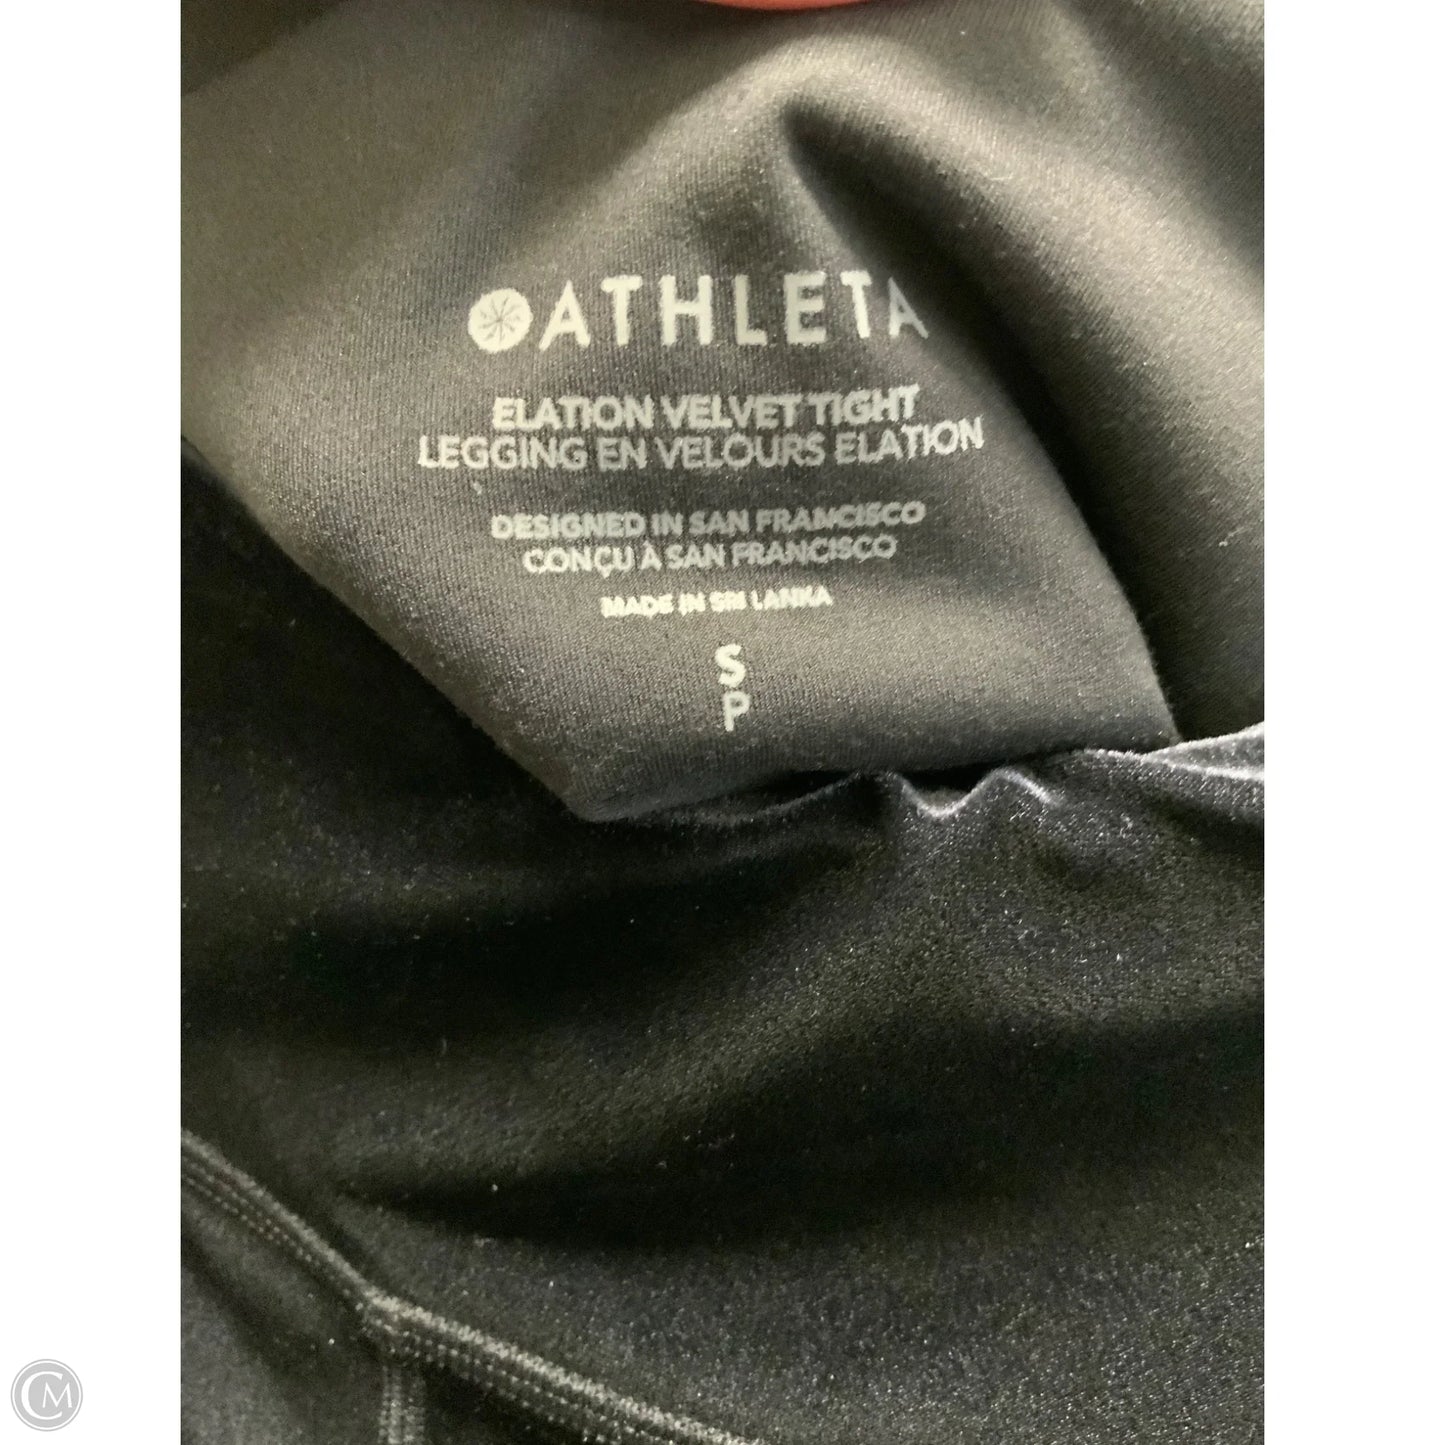 ATHLETA
ELATION VELVET TIGHT
LEGGING EN VELOURS ELATION
DESIGNED IN SAN FRANCISCO
CONÇU À SAN FRANCISCO
MADE IN SRI LANKA
S
P
CM